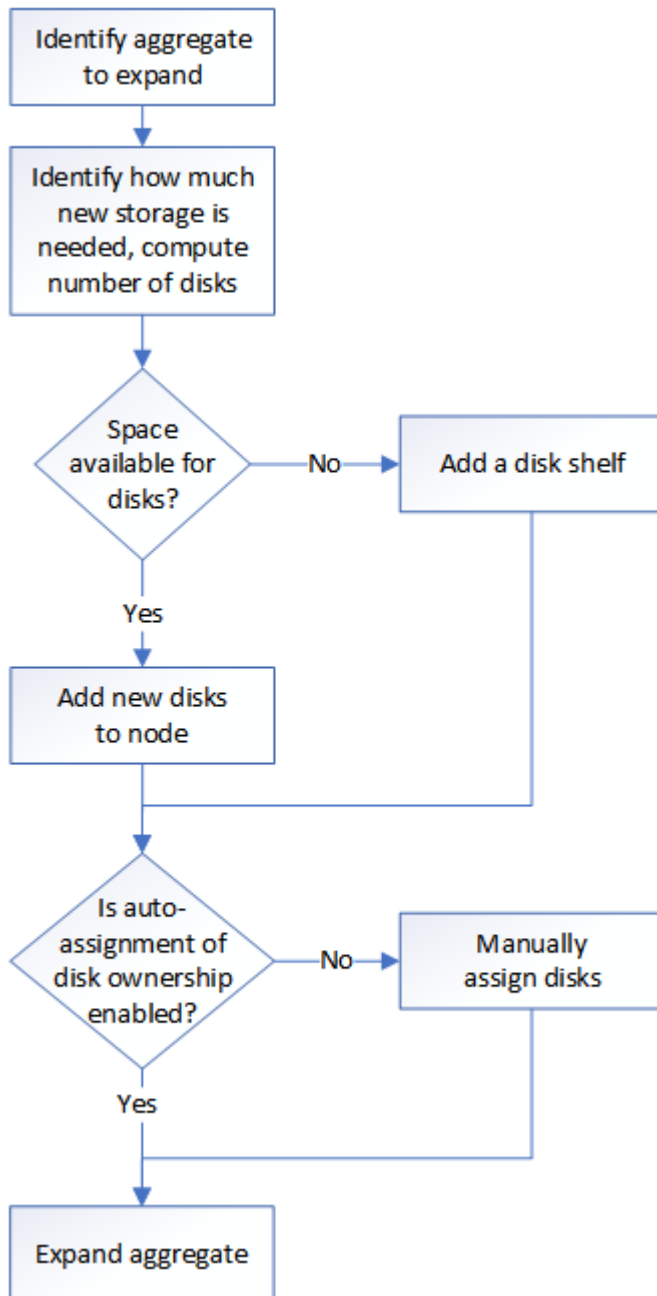 Identify aggregate
to expand
Identify how much
new storage is
needed, compute
number of disks
Space
available for
disks?
No
Add a disk shelf
Yes
Add new disks
to node
Is auto-
assignment of
disk ownership
enabled?
No
Manually
assign disks
Yes
Expand aggregate